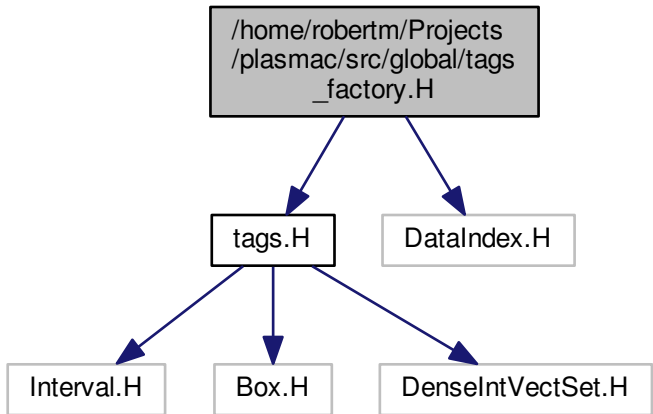 /home/robertm/Projects
/plasmac/src/global/tags
_factory.H
tags.H
DataIndex.H
Interval.H
Box.H
DenseIntVectSet.H